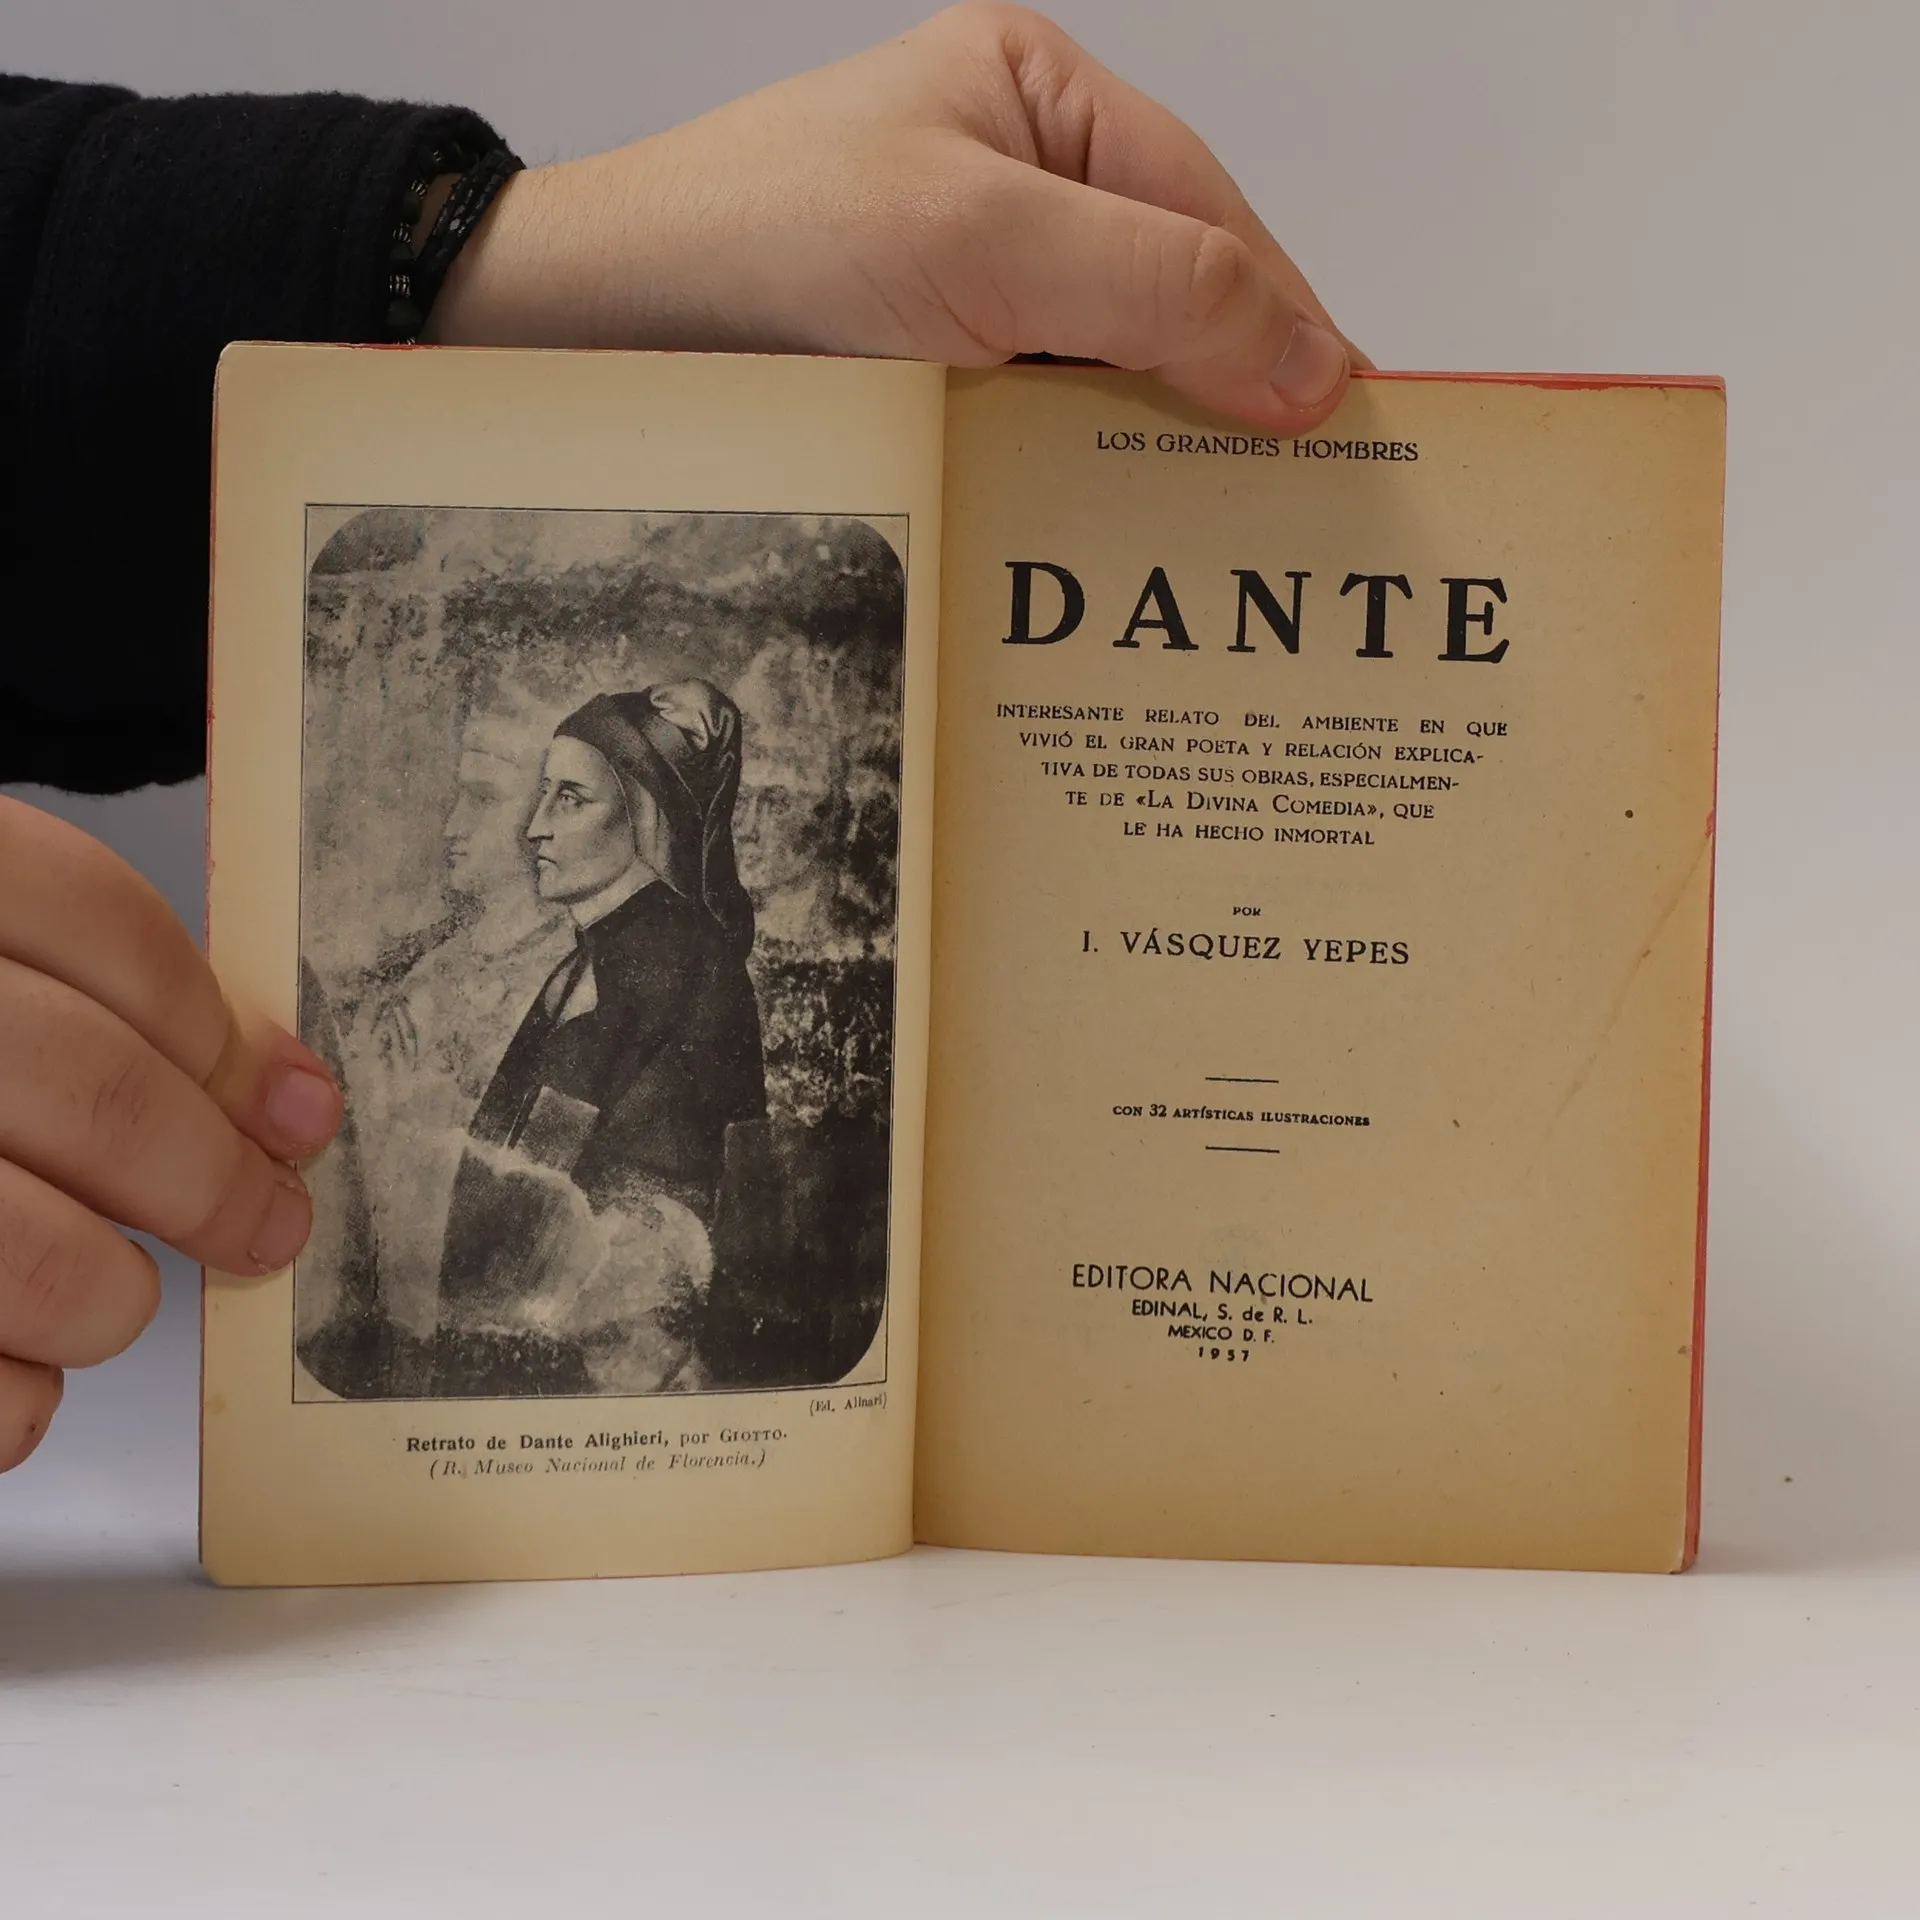 (Ed. Alinari)
Retrato de Dante Alighieri, por GIOTTO.
(R. Museo Nacional de Florencia.)
LOS GRANDES HOMBRES
DANTE
INTERESANTE RELATO DEL AMBIENTE EN QUE
VIVIÓ EL GRAN POETA Y RELACIÓN EXPLICA-
TIVA DE TODAS SUS OBRAS, ESPECIALMEN-
TE DE «LA DIVINA COMEDIA», QUE
LE HA HECHO INMORTAL
POR
I. VÁSQUEZ YEPES
CON 32 ARTÍSTICAS ILUSTRACIONES
EDITORA NACIONAL
EDINAL, S. de R. L.
MEXICO D. F.
1957